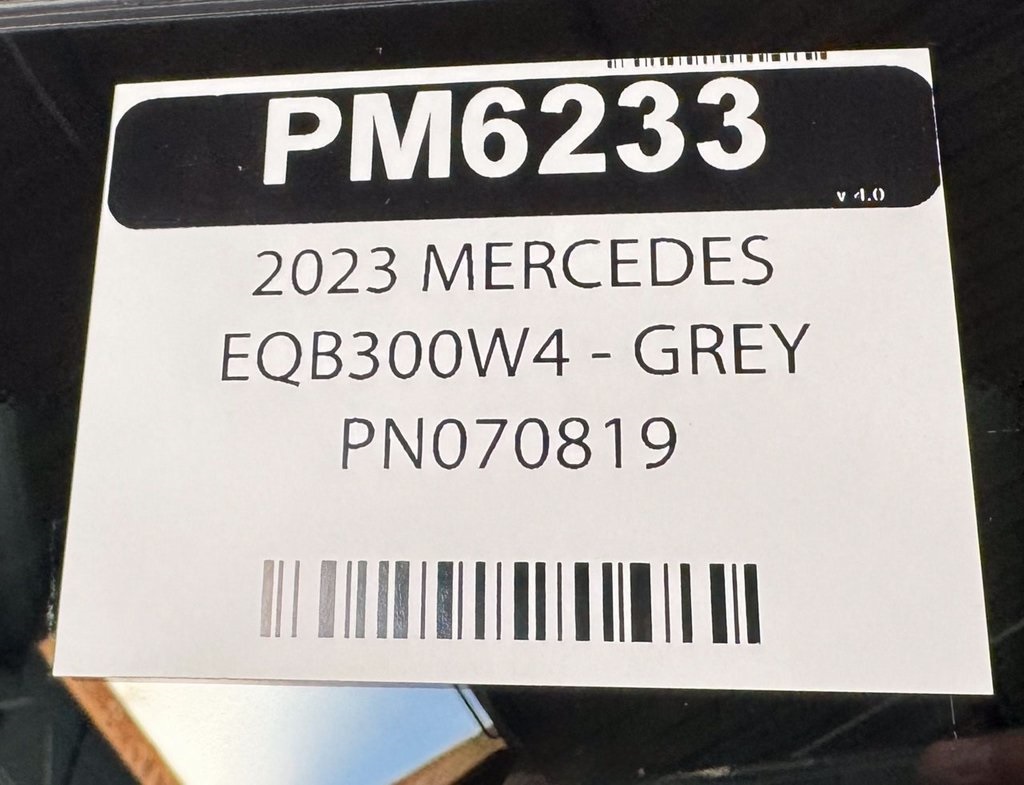 PM6233
v 4.0
2023 MERCEDES
EQB300W4 - GREY
PN070819